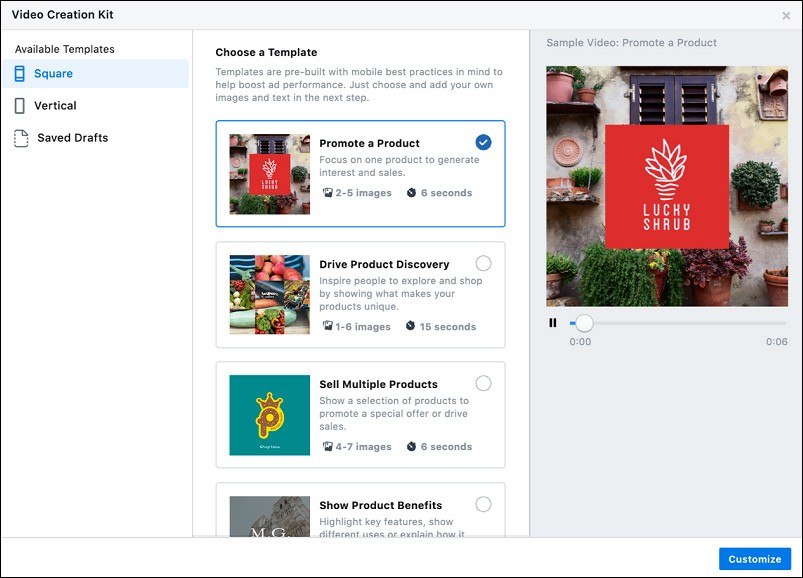 Video Creation Kit
Available Templates
Square
Vertical
Saved Drafts
Choose a Template
Templates are pre-built with mobile best practices in mind to
help boost ad performance. Just choose and add your own
images and text in the next step.
LUCKY
SHRUB
Promote a Product
Focus on one product to generate
interest and sales.
2-5 images
6 seconds
Drive Product Discovery
Inspire people to explore and shop
by showing what makes your
products unique.
1-6 images
15 seconds
Shop Now
Sell Multiple Products
Show a selection of products to
promote a special offer or drive
sales.
4-7 images
6 seconds
M.G.
Show Product Benefits
Highlight key features, show
different uses or explain how it
Sample Video: Promote a Product
LUCKY
SHRUB
0:00
0:06
Customize